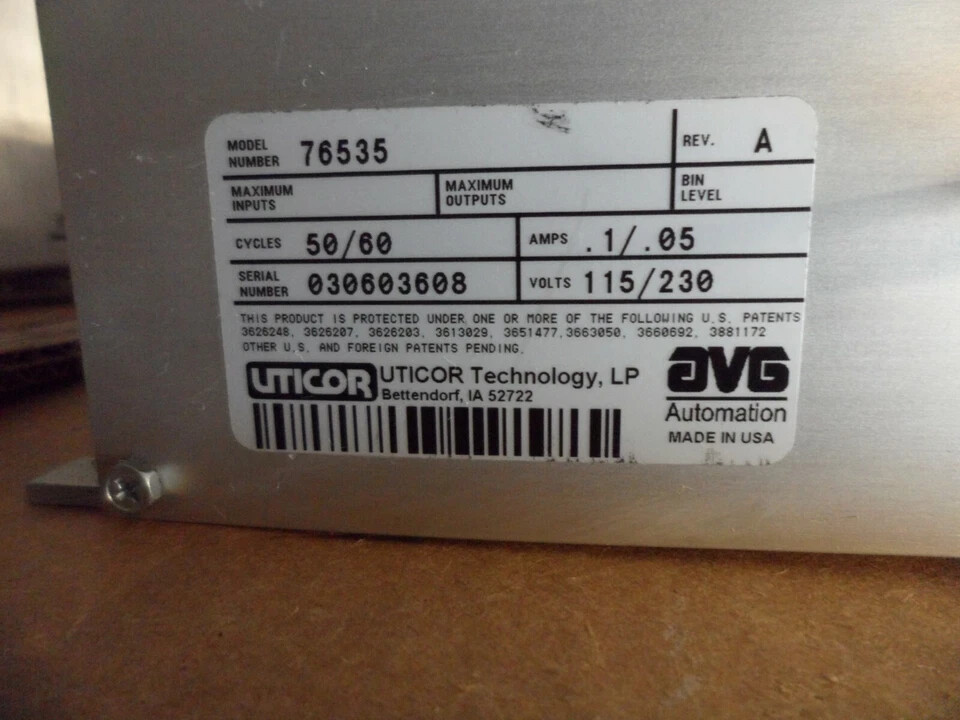 MODEL NUMBER 76535 REV. A
MAXIMUM INPUTS MAXIMUM OUTPUTS BIN LEVEL
CYCLES 50/60 AMPS .1/.05
SERIAL NUMBER 030603608 VOLTS 115/230
THIS PRODUCT IS PROTECTED UNDER ONE OR MORE OF THE FOLLOWING U.S. PATENTS
3626248, 3626207, 3626203, 3613029, 3651477,3663050, 3660692, 3881172
OTHER U.S. AND FOREIGN PATENTS PENDING.
UTICOR UTICOR Technology, LP
Bettendorf, IA 52722
AVG
Automation
MADE IN USA